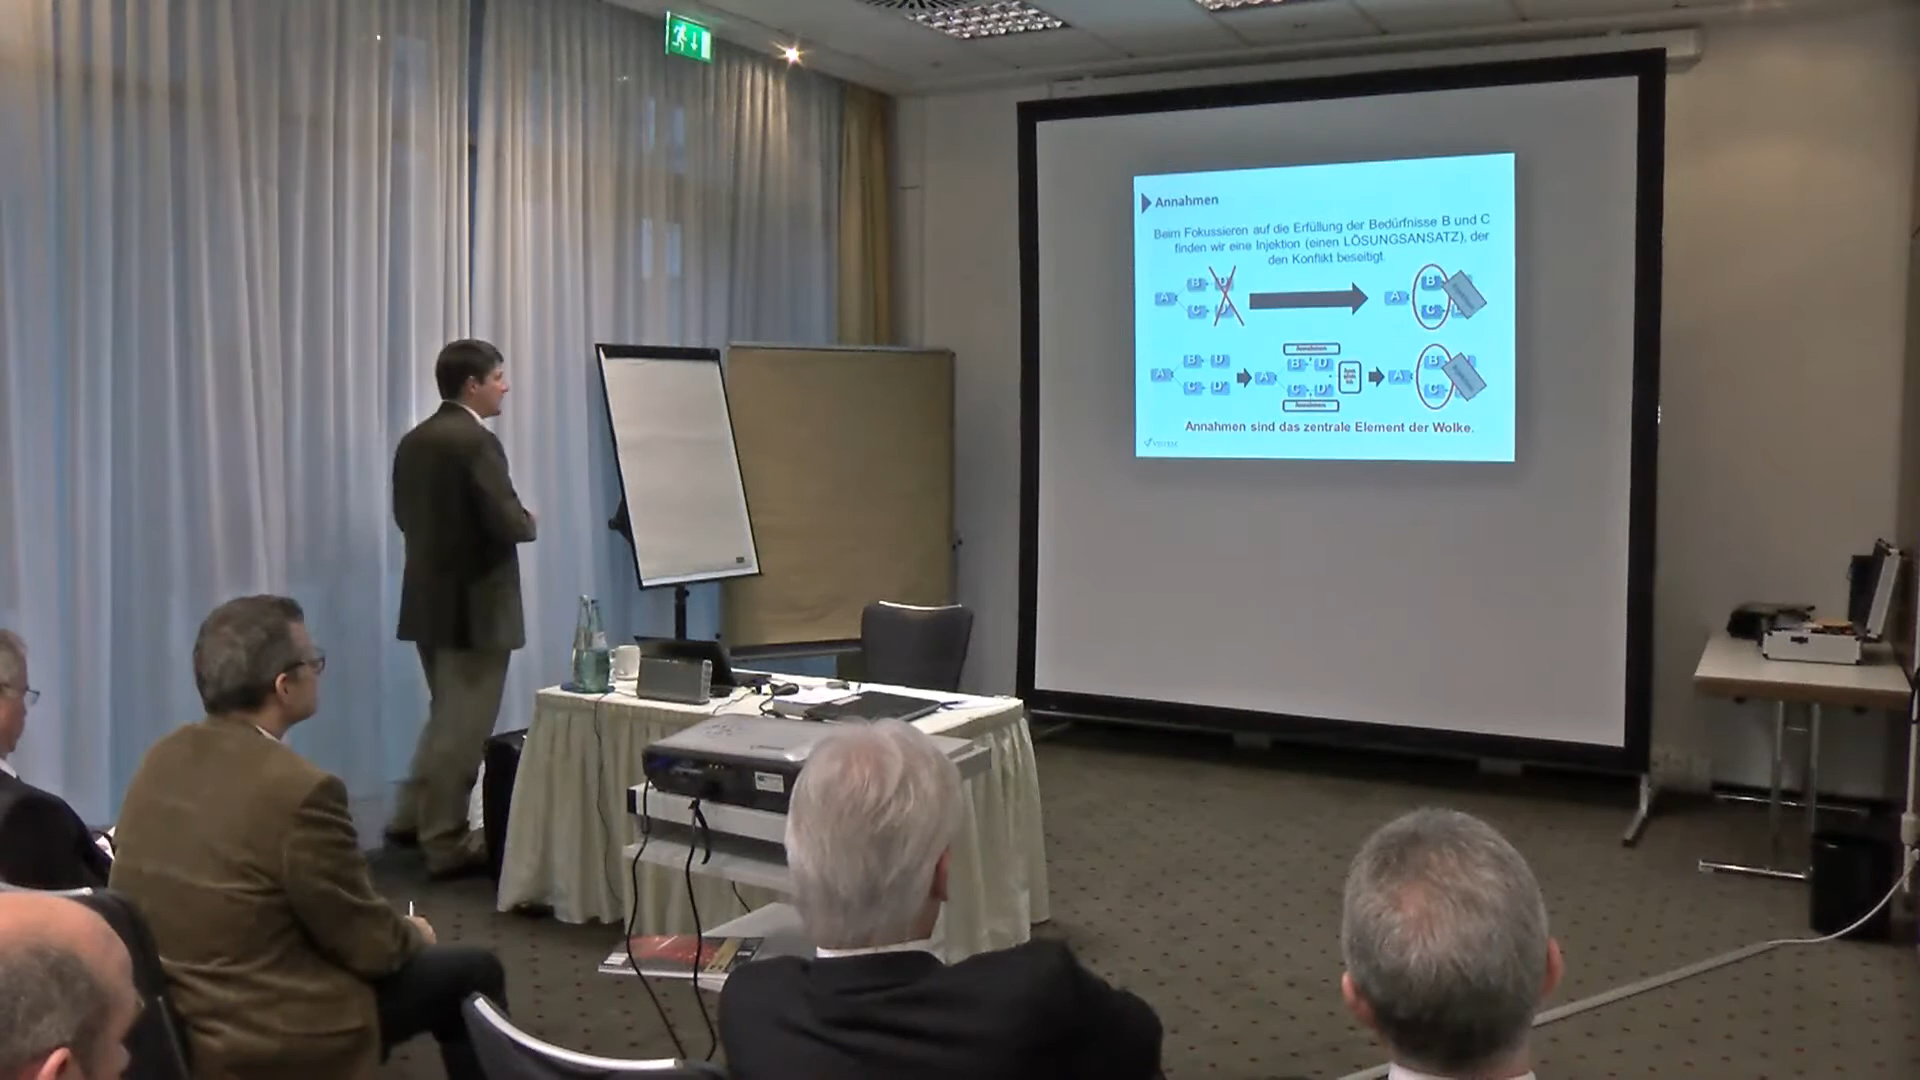 Annahmen
Beim Fokussieren auf die Erfüllung der Bedürfnisse B und C
finden wir eine Injektion (einen LÖSUNGSANSATZ), der
den Konflikt beseitigt.
A B D C D'
A B C
Annahmen
A B D C D'
A B D C D'
A B C
Annahmen
Annahmen sind das zentrale Element der Wolke.